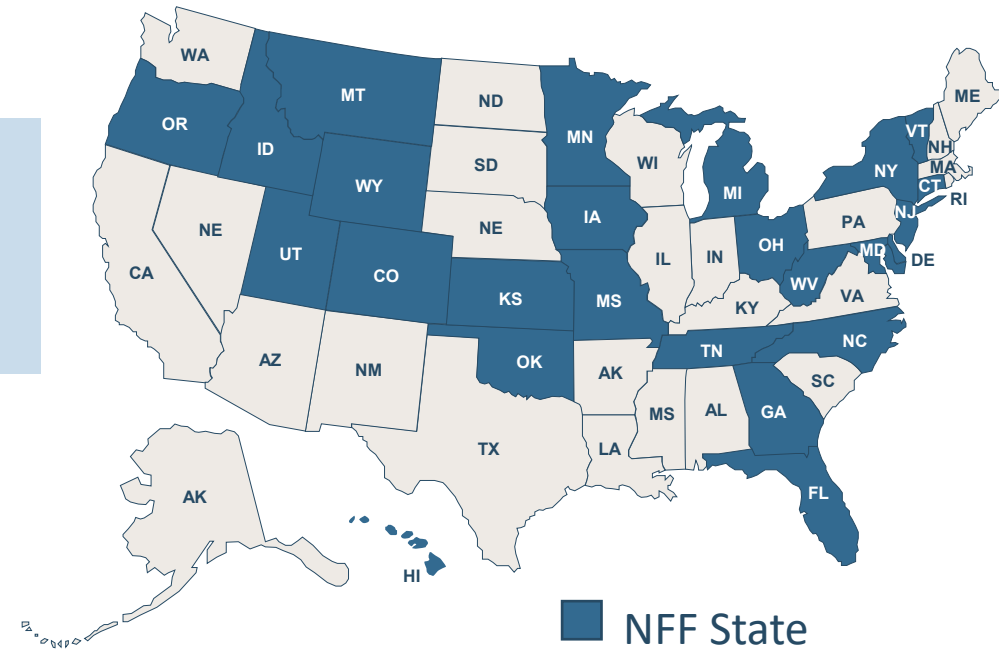 WA
MT
ND
ME
OR
MN
VT
ID
NH
SD
WI
MA
NY
WY
CT
MI
RI
NE
NE
IA
NJ
PA
OH
MD
UT
IL
IN
DE
CA
CO
WV
KS
MS
VA
KY
NC
TN
AZ
OK
NM
AK
SC
MS
AL
GA
TX
LA
FL
AK
HI
NFF State